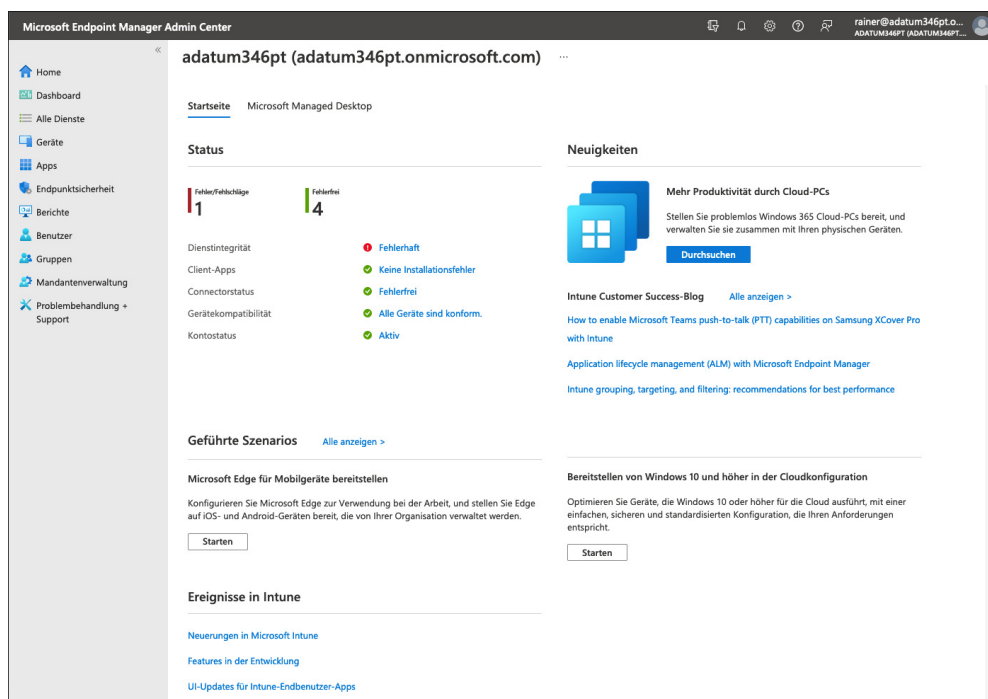 Microsoft Endpoint Manager Admin Center
rainer@adatum346pt.o...
ADATUM346PT (ADATUM346PT....
«
Home
Dashboard
Alle Dienste
Geräte
Apps
Endpunktsicherheit
Berichte
Benutzer
Gruppen
Mandantenverwaltung
Problembehandlung +
Support
adatum346pt (adatum346pt.onmicrosoft.com) ...
Startseite Microsoft Managed Desktop
Status
Fehler/Fehlschläge
1
Fehlerfrei
4
Dienstintegrität Fehlerhaft
Client-Apps Keine Installationsfehler
Connectorstatus Fehlerfrei
Gerätekompatibilität Alle Geräte sind konform.
Kontostatus Aktiv
Neuigkeiten
Mehr Produktivität durch Cloud-PCs
Stellen Sie problemlos Windows 365 Cloud-PCs bereit, und
verwalten Sie sie zusammen mit Ihren physischen Geräten.
Durchsuchen
Intune Customer Success-Blog Alle anzeigen >
How to enable Microsoft Teams push-to-talk (PTT) capabilities on Samsung XCover Pro
with Intune
Application lifecycle management (ALM) with Microsoft Endpoint Manager
Intune grouping, targeting, and filtering: recommendations for best performance
Geführte Szenarios Alle anzeigen >
Microsoft Edge für Mobilgeräte bereitstellen
Konfigurieren Sie Microsoft Edge zur Verwendung bei der Arbeit, und stellen Sie Edge
auf iOS- und Android-Geräten bereit, die von Ihrer Organisation verwaltet werden.
Starten
Bereitstellen von Windows 10 und höher in der Cloudkonfiguration
Optimieren Sie Geräte, die Windows 10 oder höher für die Cloud ausführt, mit einer
einfachen, sicheren und standardisierten Konfiguration, die Ihren Anforderungen
entspricht.
Starten
Ereignisse in Intune
Neuerungen in Microsoft Intune
Features in der Entwicklung
UI-Updates für Intune-Endbenutzer-Apps